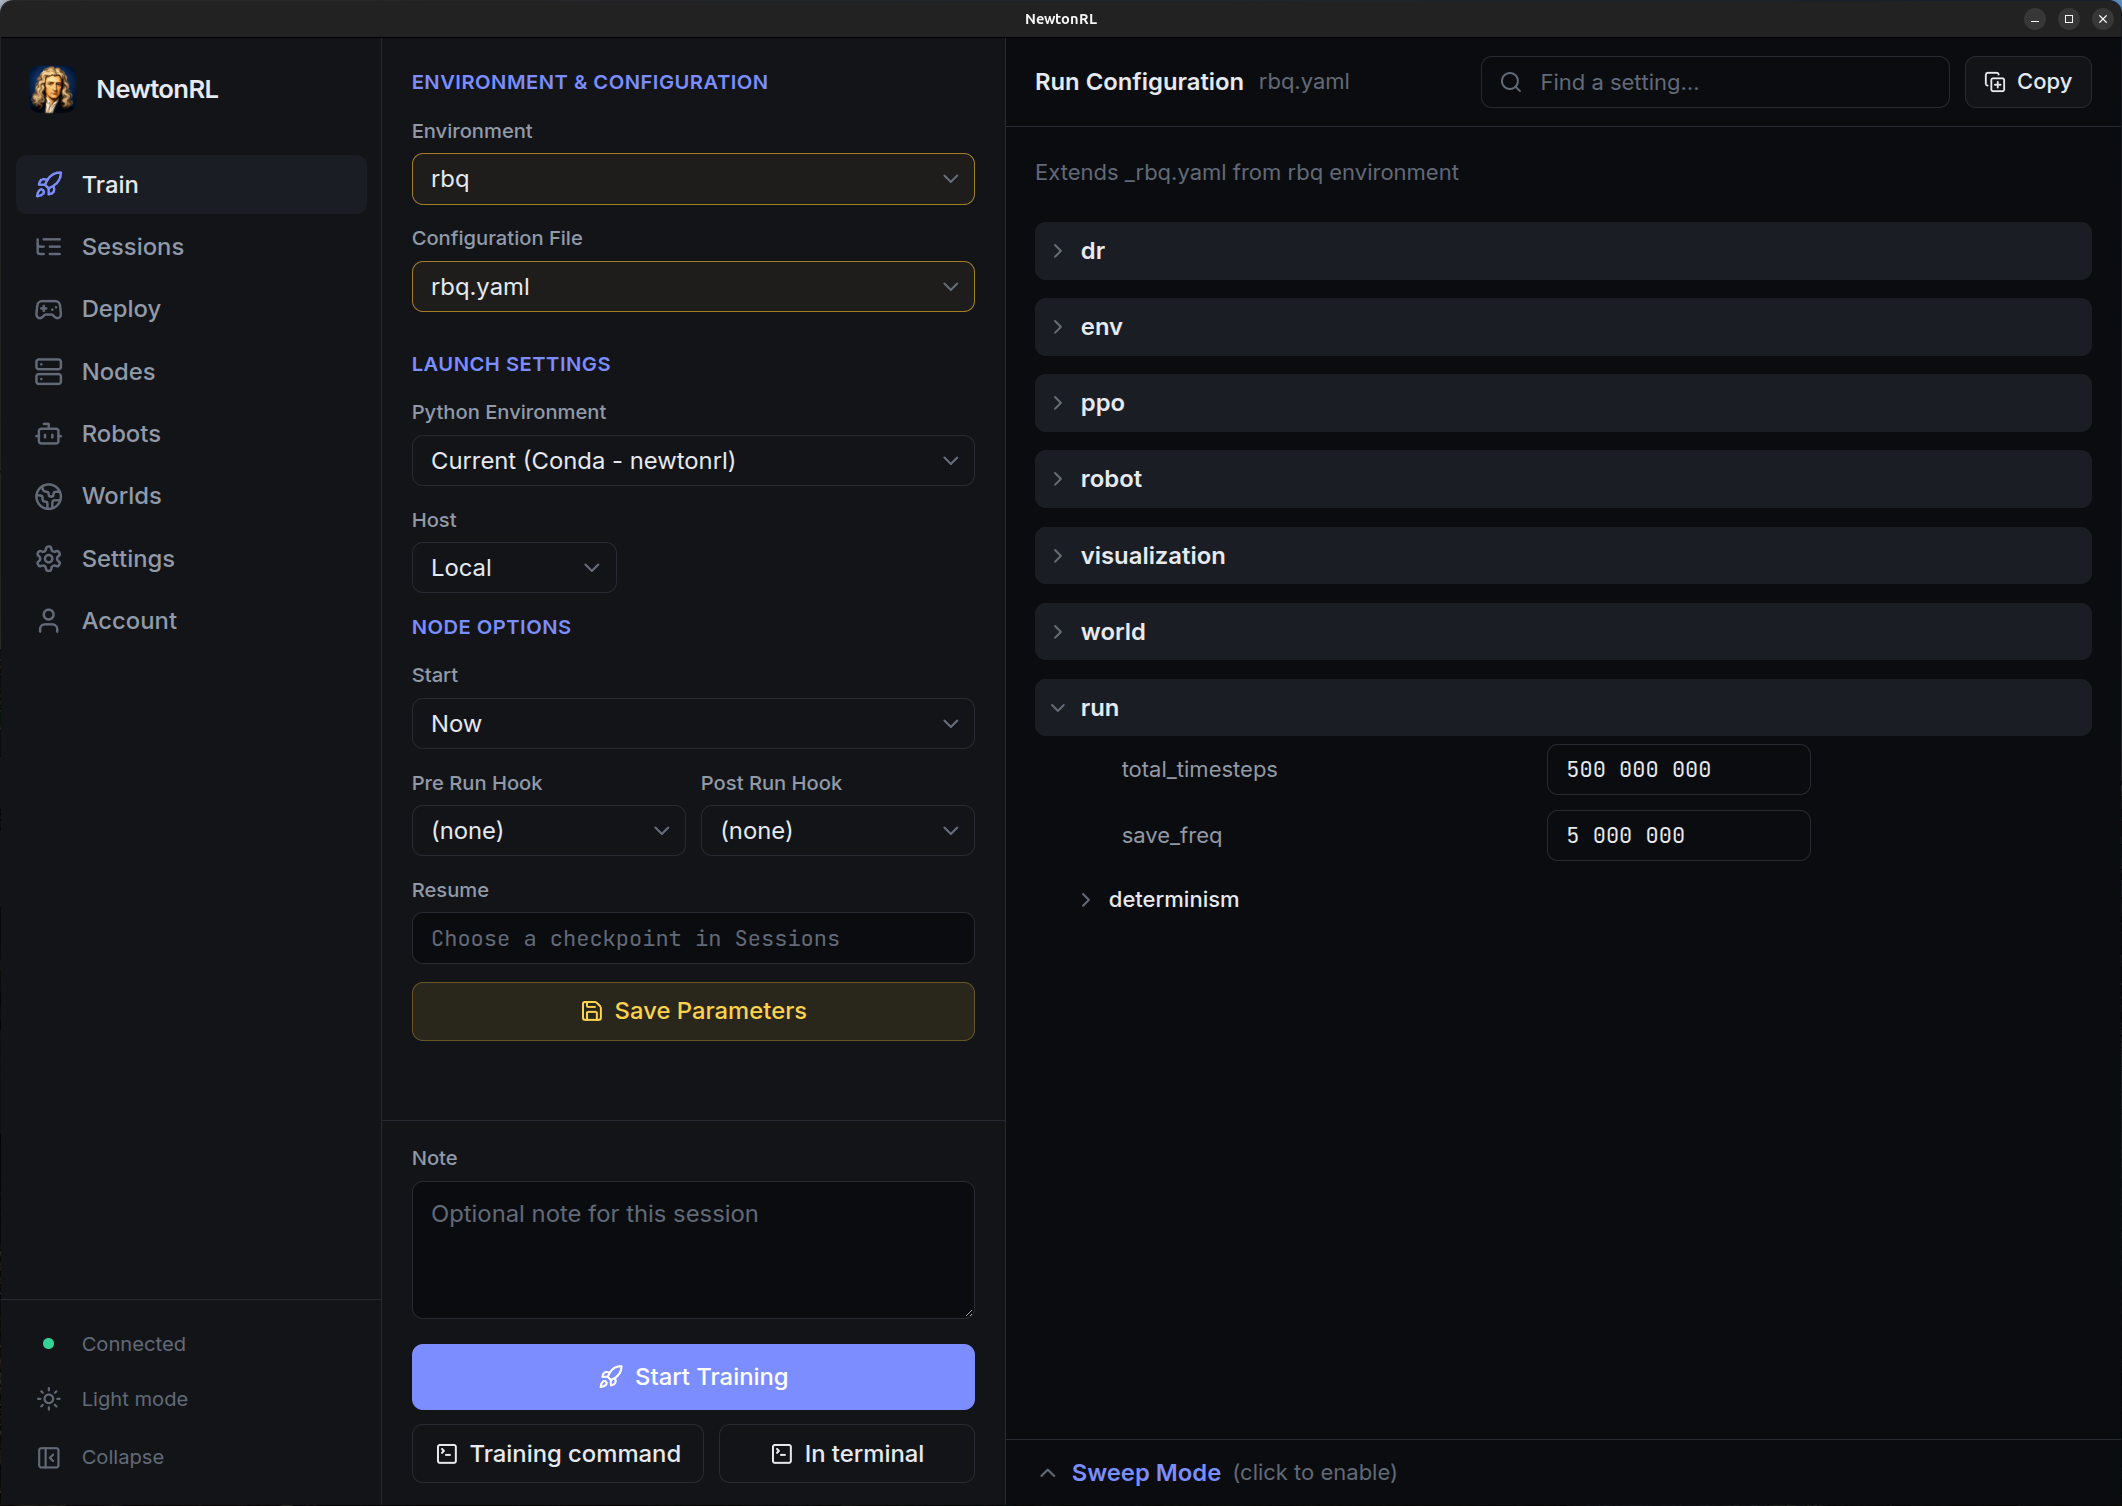 NewtonRL
NewtonRL
Train
Sessions
Deploy
Nodes
Robots
Worlds
Settings
Account
Connected
Light mode
Collapse
ENVIRONMENT & CONFIGURATION
Environment
rbq
Configuration File
rbq.yaml
LAUNCH SETTINGS
Python Environment
Current (Conda - newtonrl)
Host
Local
NODE OPTIONS
Start
Now
Pre Run Hook Post Run Hook
(none) (none)
Resume
Choose a checkpoint in Sessions
Save Parameters
Note
Optional note for this session
Start Training
Training command In terminal
Run Configuration rbq.yaml Find a setting... Copy
Extends _rbq.yaml from rbq environment
dr
env
ppo
robot
visualization
world
run
total_timesteps 500 000 000
save_freq 5 000 000
determinism
Sweep Mode (click to enable)